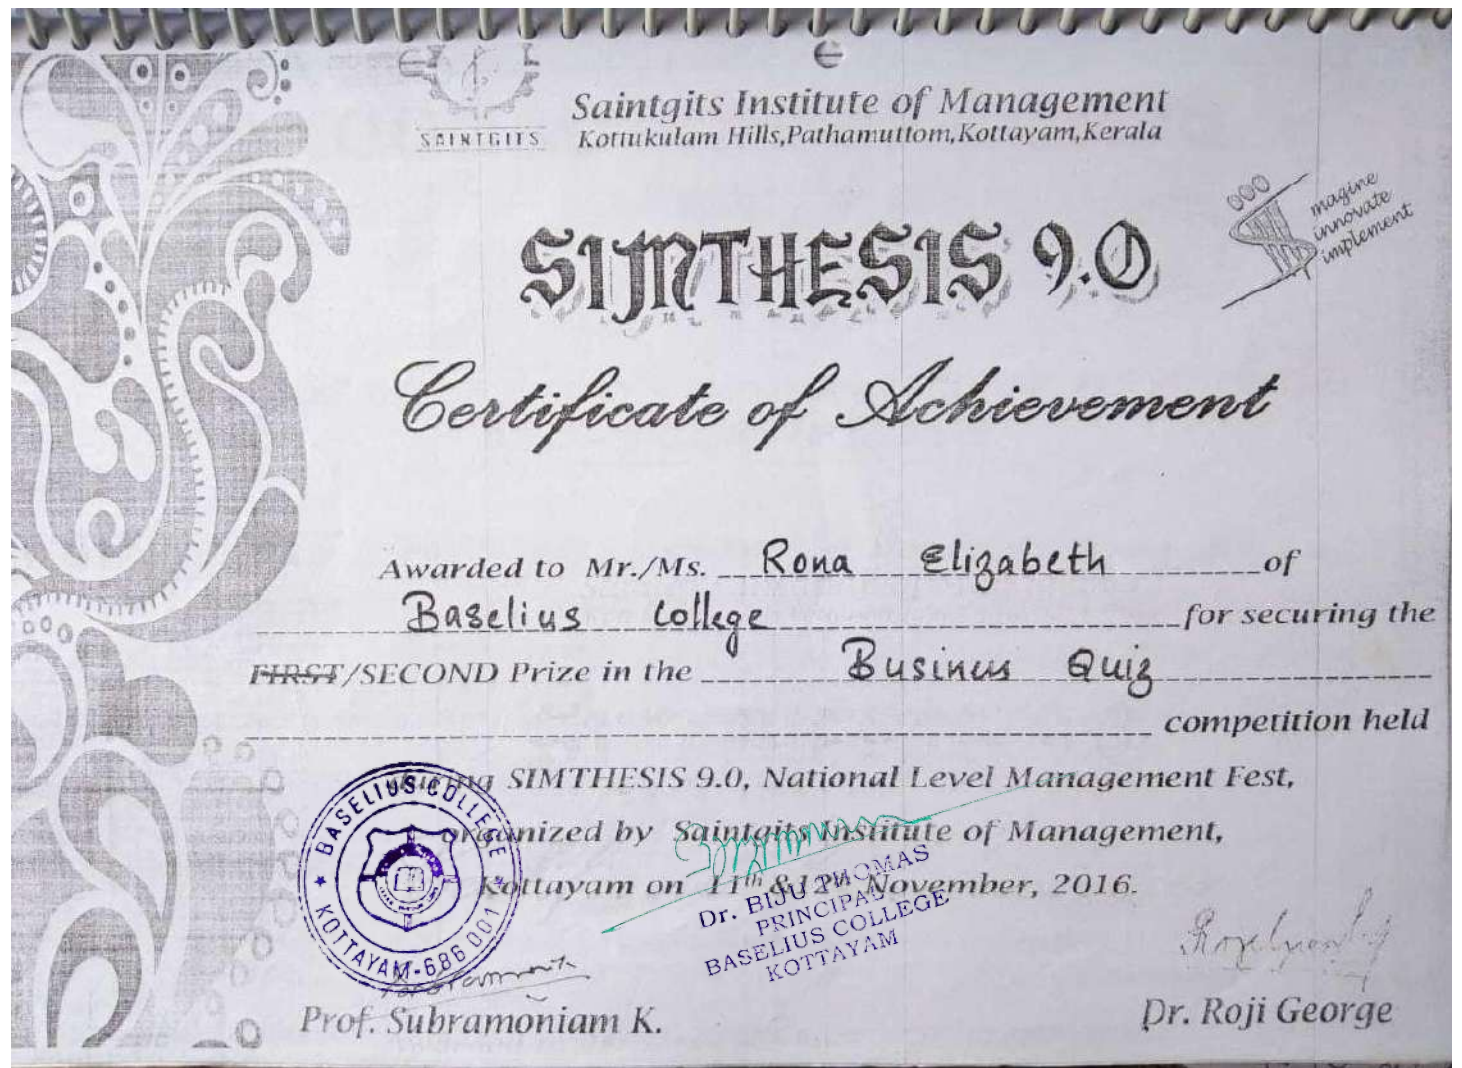 SAINTGITS
Saintgits Institute of Management
Kottukulam Hills,Pathamuttom,Kottayam,Kerala
SIMTHESIS 9.0
imagine
innovate
implement
Certificate of Achievement
Awarded to Mr./Ms. Rona Elizabeth of
Baselius College for securing the
FIRST/SECOND Prize in the Business Quiz
competition held
during SIMTHESIS 9.0, National Level Management Fest,
organized by Saintgits Institute of Management,
Kottayam on 11th &12th November, 2016.
BASELIUS COLLEGE
KOTTAYAM-686 001
Dr. BIJU THOMAS
PRINCIPAL
BASELIUS COLLEGE
KOTTAYAM
Prof. Subramoniam K.
Dr. Roji George